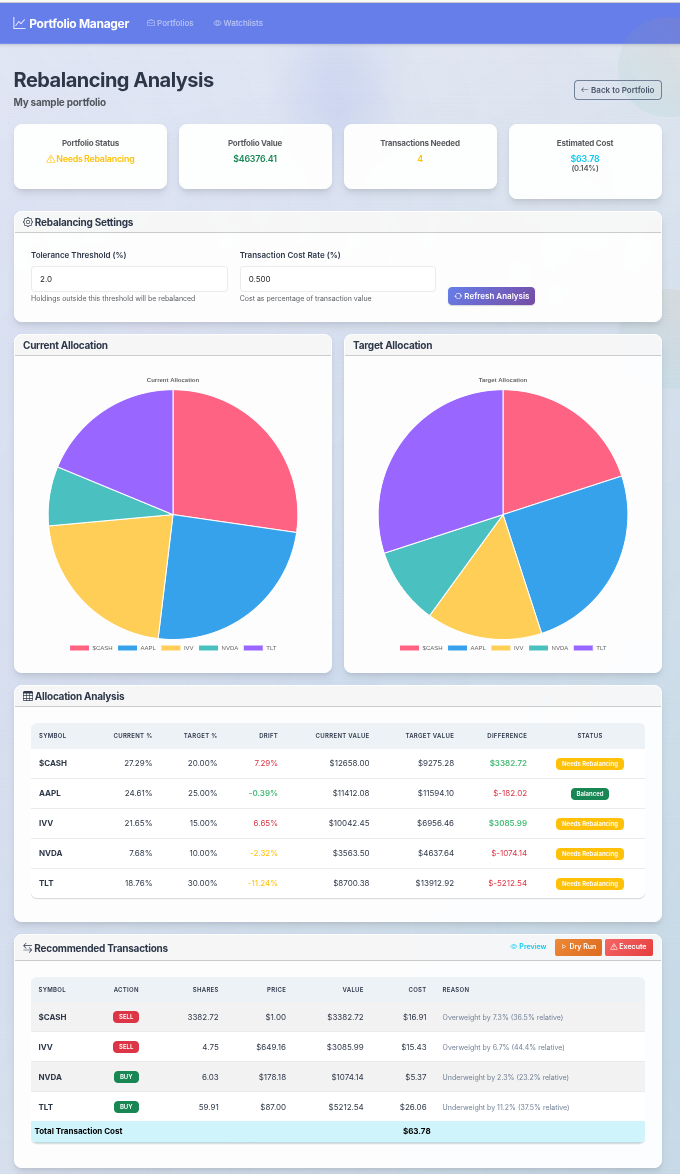 Portfolio Manager Portfolios Watchlists
Rebalancing Analysis
My sample portfolio
← Back to Portfolio
Portfolio Status
Needs Rebalancing
Portfolio Value
$46376.41
Transactions Needed
4
Estimated Cost
$63.78
(0.14%)
Rebalancing Settings
Tolerance Threshold (%)
2.0
Holdings outside this threshold will be rebalanced
Transaction Cost Rate (%)
0.500
Cost as percentage of transaction value
Refresh Analysis
Current Allocation
Current Allocation
$CASH AAPL IVV NVDA TLT
Target Allocation
Target Allocation
$CASH AAPL IVV NVDA TLT
Allocation Analysis
SYMBOL CURRENT % TARGET % DRIFT CURRENT VALUE TARGET VALUE DIFFERENCE STATUS
$CASH 27.29% 20.00% 7.29% $12658.00 $9275.28 $3382.72 Needs Rebalancing
AAPL 24.61% 25.00% -0.39% $11412.08 $11594.10 $-182.02 Balanced
IVV 21.65% 15.00% 6.65% $10042.45 $6956.46 $3085.99 Needs Rebalancing
NVDA 7.68% 10.00% -2.32% $3563.50 $4637.64 $-1074.14 Needs Rebalancing
TLT 18.76% 30.00% -11.24% $8700.38 $13912.92 $-5212.54 Needs Rebalancing
Recommended Transactions
Preview Dry Run Execute
SYMBOL ACTION SHARES PRICE VALUE COST REASON
$CASH SELL 3382.72 $1.00 $3382.72 $16.91 Overweight by 7.3% (36.5% relative)
IVV SELL 4.75 $649.16 $3085.99 $15.43 Overweight by 6.7% (44.4% relative)
NVDA BUY 6.03 $178.18 $1074.14 $5.37 Underweight by 2.3% (23.2% relative)
TLT BUY 59.91 $87.00 $5212.54 $26.06 Underweight by 11.2% (37.5% relative)
Total Transaction Cost $63.78